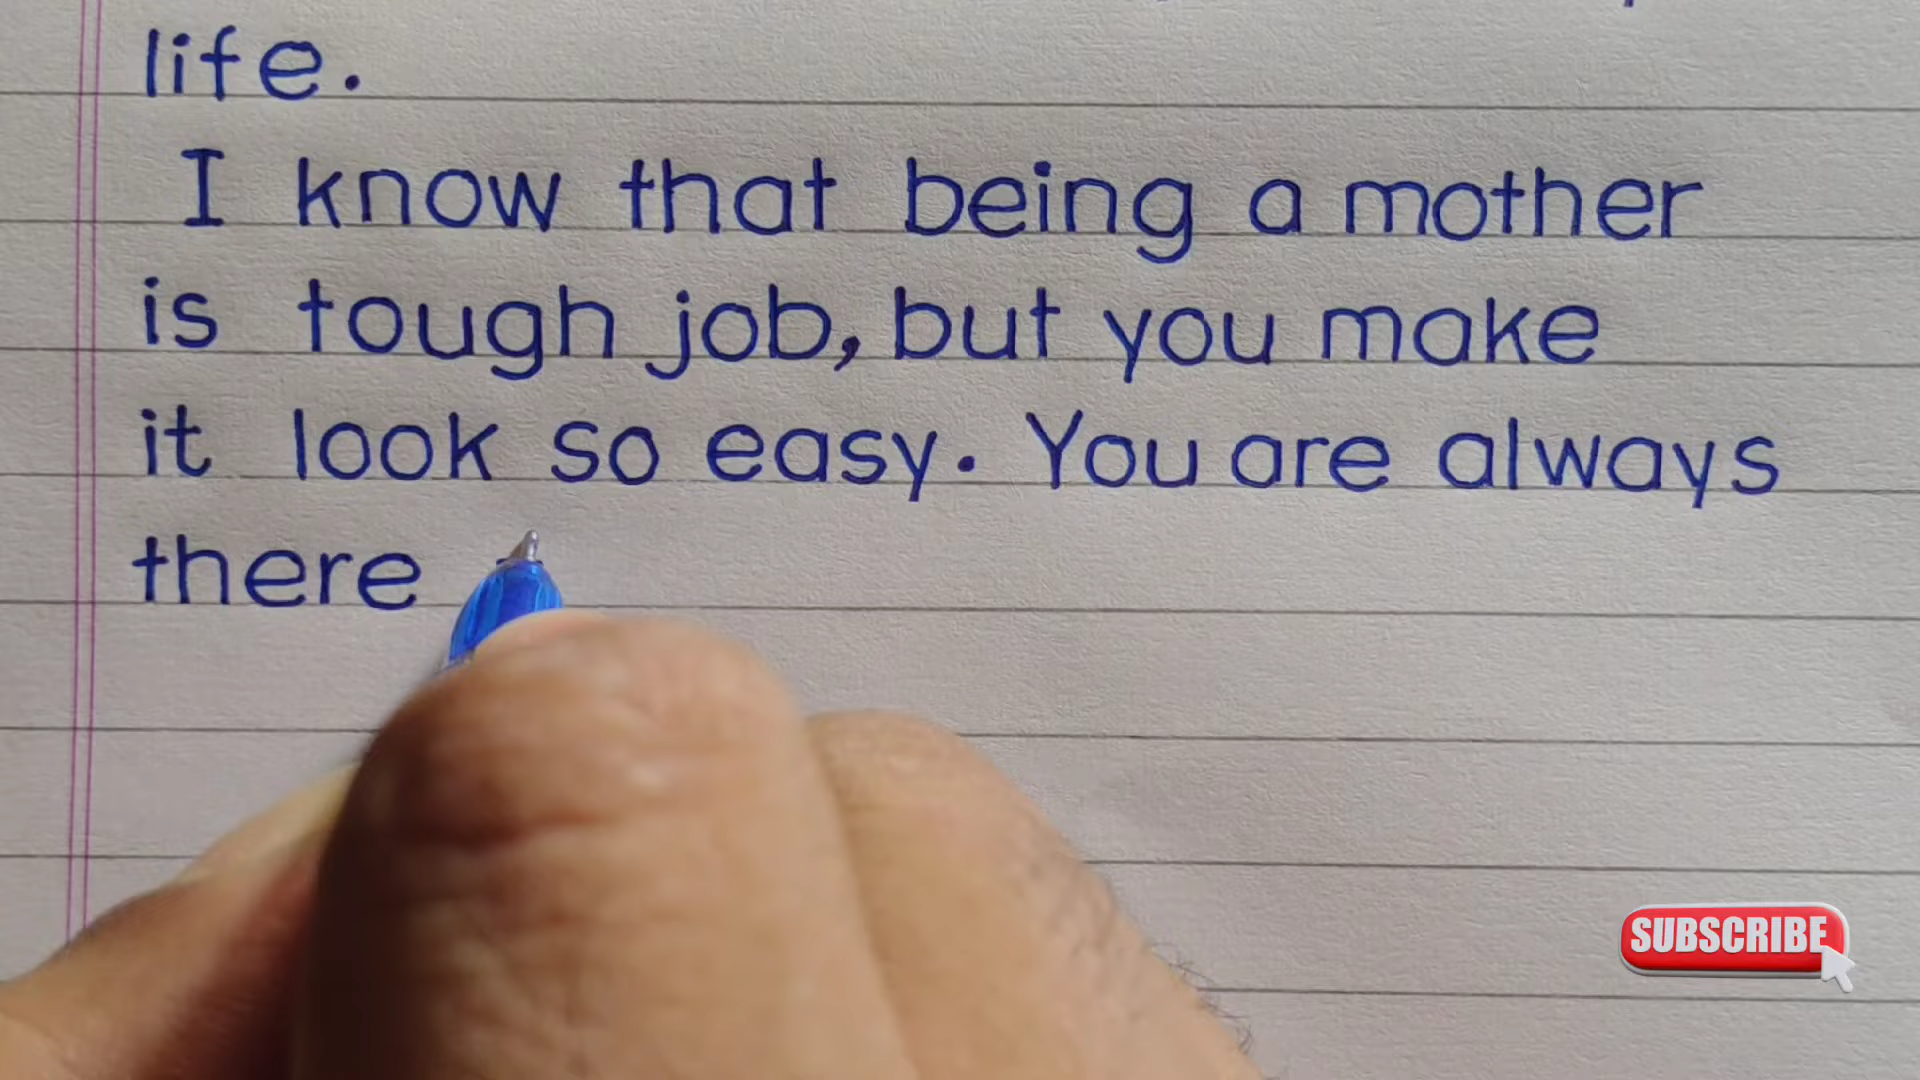 life.
I know that being a mother
is tough job, but you make
it look so easy. You are always
there
SUBSCRIBE